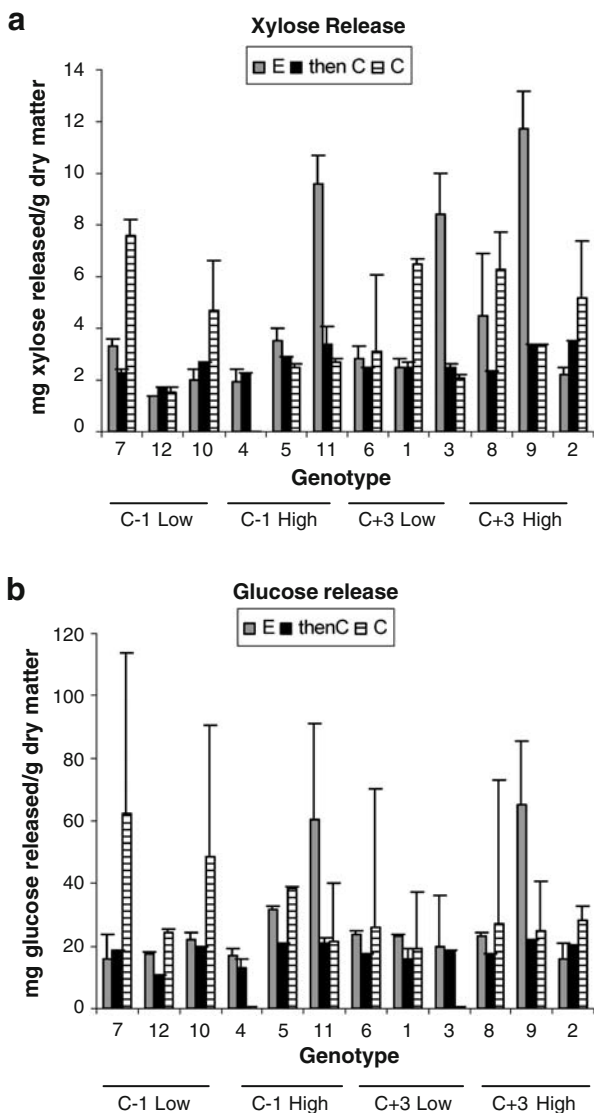 a
Xylose Release
E then C C
mg xylose released/g dry matter
14
12
10
8
6
4
2
0
7 12 10 4 5 11 6 1 3 8 9 2
Genotype
C-1 Low C-1 High C+3 Low C+3 High
b
Glucose release
E thenC C
mg glucose released/g dry matter
120
100
80
60
40
20
0
7 12 10 4 5 11 6 1 3 8 9 2
Genotype
C-1 Low C-1 High C+3 Low C+3 High